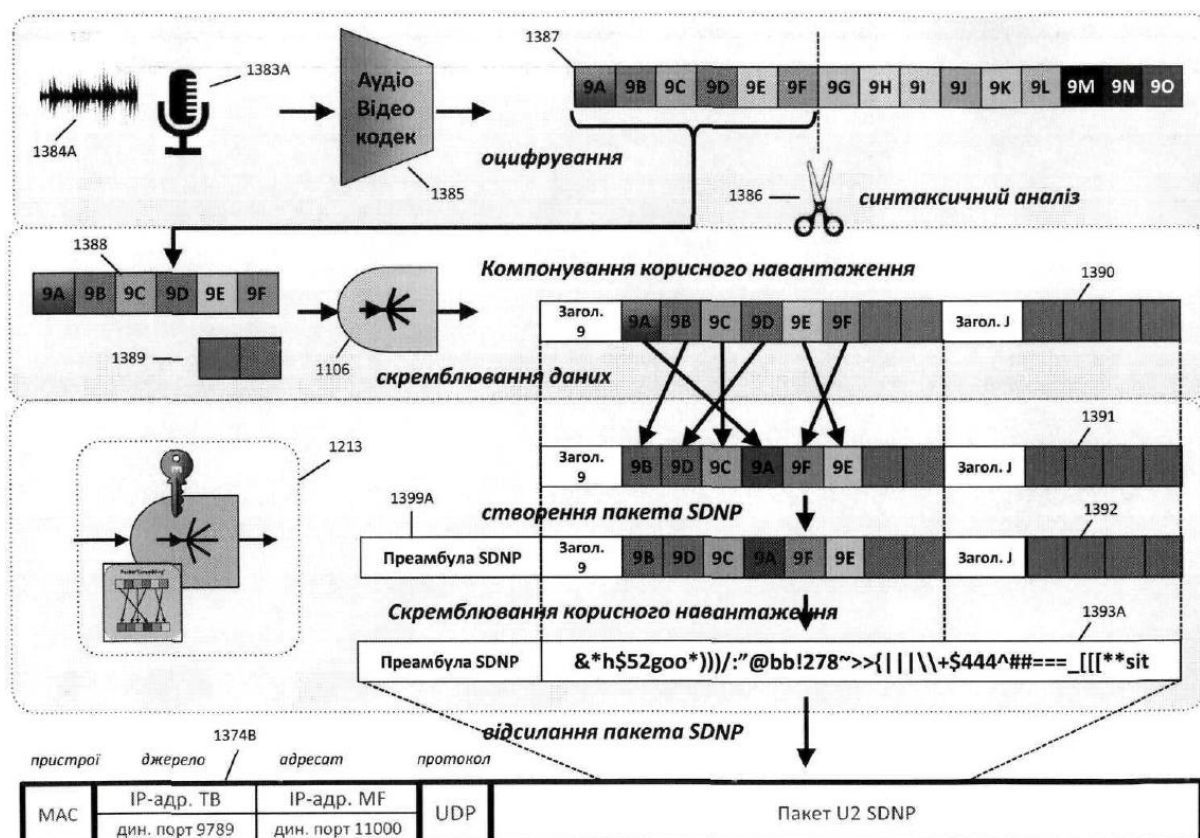 1387
9A 9B 9C 9D 9E 9F 9G 9H 9I 9J 9K 9L 9M 9N 9O
1383A
Аудіо
Відео
кодек
1384A
оцифрування
1385
1386
синтаксичний аналіз
1388
9A 9B 9C 9D 9E 9F
Компонування корисного навантаження
1390
Загол.
9
9A 9B 9C 9D 9E 9F
Загол. J
1389
1106
скремблювання даних
1391
Загол.
9
9B 9D 9C 9A 9F 9E
Загол. J
1213
1399A
створення пакета SDNP
1392
Преамбула SDNP
Загол.
9
9B 9D 9C 9A 9F 9E
Загол. J
Скремблювання корисного навантаження
1393A
Преамбула SDNP
&*h$52goo*)))/:"@bb!278~>>{|||\\+$444^##===_[[[**sit
відсилання пакета SDNP
1374B
пристрої джерело адресат протокол
MAC
IP-адр. TB
IP-адр. MF
UDP
Пакет U2 SDNP
дин. порт 9789
дин. порт 11000